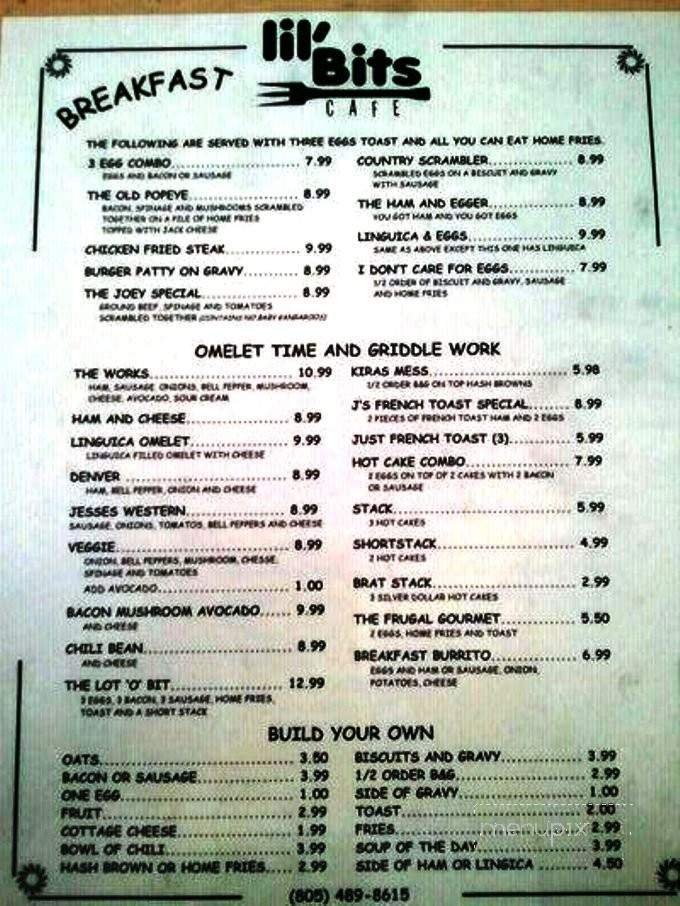 BREAKFAST
lil' Bits
CAFE
THE FOLLOWING ARE SERVED WITH THREE EGGS TOAST AND ALL YOU CAN EAT HOME FRIES.
3 EGG COMBO 7.99
EGGS AND BACON OR SAUSAGE
THE OLD POPEYE 8.99
BACON, SPINAGE AND MUSHROOMS SCRAMBLED
TOGETHER ON A PILE OF HOME FRIES
TOPPED WITH JACK CHEESE
CHICKEN FRIED STEAK 9.99
BURGER PATTY ON GRAVY 8.99
THE JOEY SPECIAL 8.99
GROUND BEEF, SPINAGE AND TOMATOES
SCRAMBLED TOGETHER (CONTAINS NO BABY KANGAROOS)
COUNTRY SCRAMBLER 8.99
SCRAMBLED EGGS ON A BISCUIT AND GRAVY
WITH SAUSAGE
THE HAM AND EGGER 8.99
YOU GOT HAM AND YOU GOT EGGS
LINGUICA & EGGS 9.99
SAME AS ABOVE EXCEPT THIS ONE HAS LINGUICA
I DON'T CARE FOR EGGS 7.99
1/2 ORDER OF BISCUIT AND GRAVY, SAUSAGE
AND HOME FRIES
OMELET TIME AND GRIDDLE WORK
THE WORKS 10.99
HAM, SAUSAGE ONIONS, BELL PEPPER, MUSHROOM,
CHEESE, AVOCADO, SOUR CREAM
HAM AND CHEESE 8.99
LINGUICA OMELET 9.99
LINGUICA FILLED OMELET WITH CHEESE
DENVER 8.99
HAM, BELL PEPPER, ONION AND CHEESE
JESSES WESTERN 8.99
SAUSAGE, ONIONS, TOMATOS, BELL PEPPERS AND CHEESE
VEGGIE 8.99
ONION, BELL PEPPERS, MUSHROOM, CHESSE,
SPINAGE AND TOMATOES
ADD AVOCADO 1.00
BACON MUSHROOM AVOCADO 9.99
AND CHEESE
CHILI BEAN 8.99
AND CHEESE
THE LOT 'O' BIT 12.99
3 EGGS, 3 BACON, 3 SAUSAGE, HOME FRIES,
TOAST AND A SHORT STACK
KIRAS MESS 5.98
1/2 ORDER B&G ON TOP HASH BROWNS
J'S FRENCH TOAST SPECIAL 8.99
2 PIECES OF FRENCH TOAST HAM AND 2 EGGS
JUST FRENCH TOAST (3) 5.99
HOT CAKE COMBO 7.99
2 EGGS ON TOP OF 2 CAKES WITH 2 BACON
OR SAUSAGE
STACK 5.99
3 HOT CAKES
SHORTSTACK 4.99
2 HOT CAKES
BRAT STACK 2.99
3 SILVER DOLLAR HOT CAKES
THE FRUGAL GOURMET 5.50
2 EGGS, HOME FRIES AND TOAST
BREAKFAST BURRITO 6.99
EGGS AND HAM OR SAUSAGE, ONION,
POTATOES, CHEESE
BUILD YOUR OWN
OATS 3.50
BACON OR SAUSAGE 3.99
ONE EGG 1.00
FRUIT 2.99
COTTAGE CHEESE 1.99
BOWL OF CHILI 3.99
HASH BROWN OR HOME FRIES 2.99
BISCUITS AND GRAVY 3.99
1/2 ORDER B&G 2.99
SIDE OF GRAVY 1.00
TOAST 2.00
FRIES 2.99
SOUP OF THE DAY 3.99
SIDE OF HAM OR LINGICA 4.50
menupix
(805) 489-8615